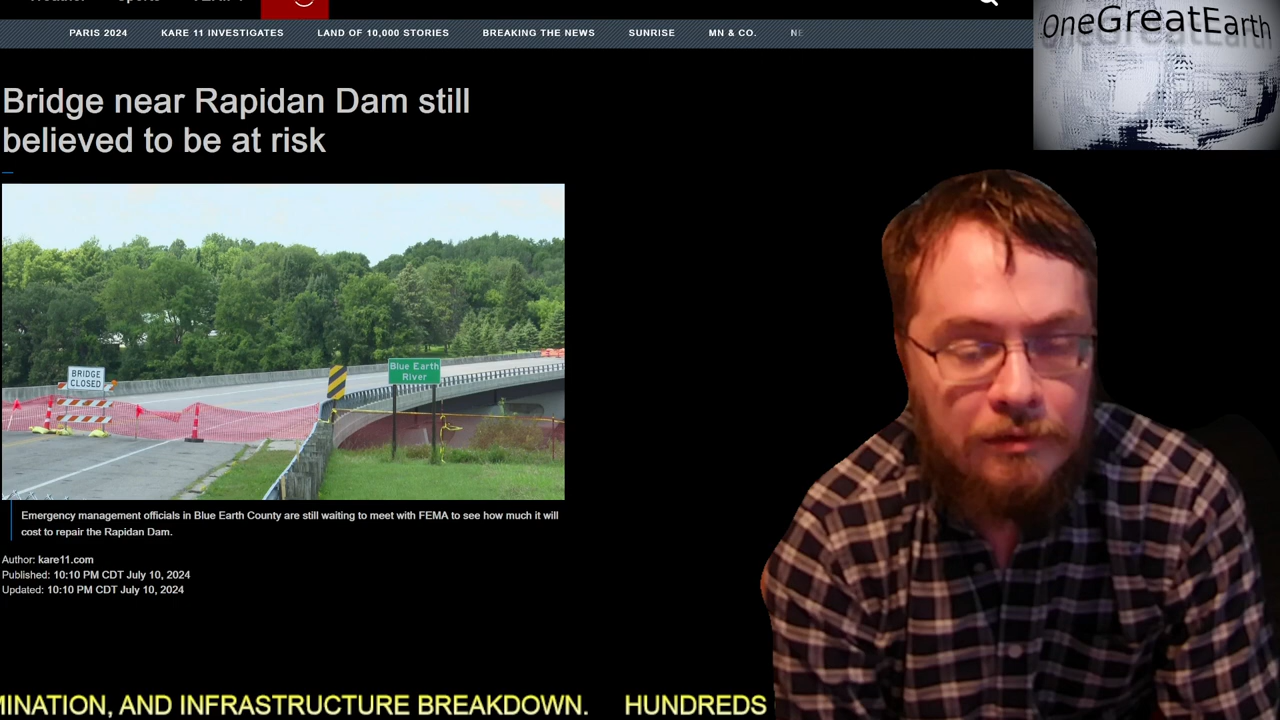 PARIS 2024 KARE 11 INVESTIGATES LAND OF 10,000 STORIES BREAKING THE NEWS SUNRISE MN & CO. NE
OneGreatEarth
Bridge near Rapidan Dam still
believed to be at risk
BRIDGE
CLOSED
Blue Earth
River
Emergency management officials in Blue Earth County are still waiting to meet with FEMA to see how much it will
cost to repair the Rapidan Dam.
Author: kare11.com
Published: 10:10 PM CDT July 10, 2024
Updated: 10:10 PM CDT July 10, 2024
MINATION, AND INFRASTRUCTURE BREAKDOWN. HUNDREDS